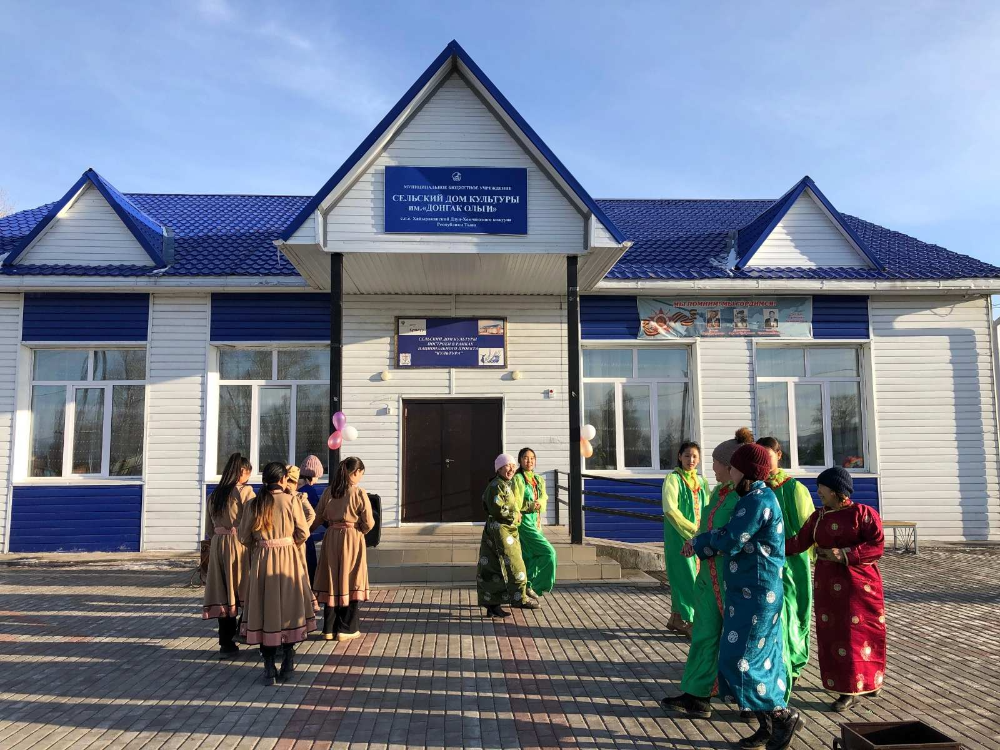 МУНИЦИПАЛЬНОЕ БЮДЖЕТНОЕ УЧРЕЖДЕНИЕ
СЕЛЬСКИЙ ДОМ КУЛЬТУРЫ
им.«ДОНГАК ОЛЬГИ»
с.п.с. Хайыраканский Дзун-Хемчикского кожууна
Республики Тыва
Культура
СЕЛЬСКИЙ ДОМ КУЛЬТУРЫ
ПОСТРОЕН В РАМКАХ
НАЦИОНАЛЬНОГО ПРОЕКТА
"КУЛЬТУРА"
МЫ ПОМНИМ! МЫ ГОРДИМСЯ!